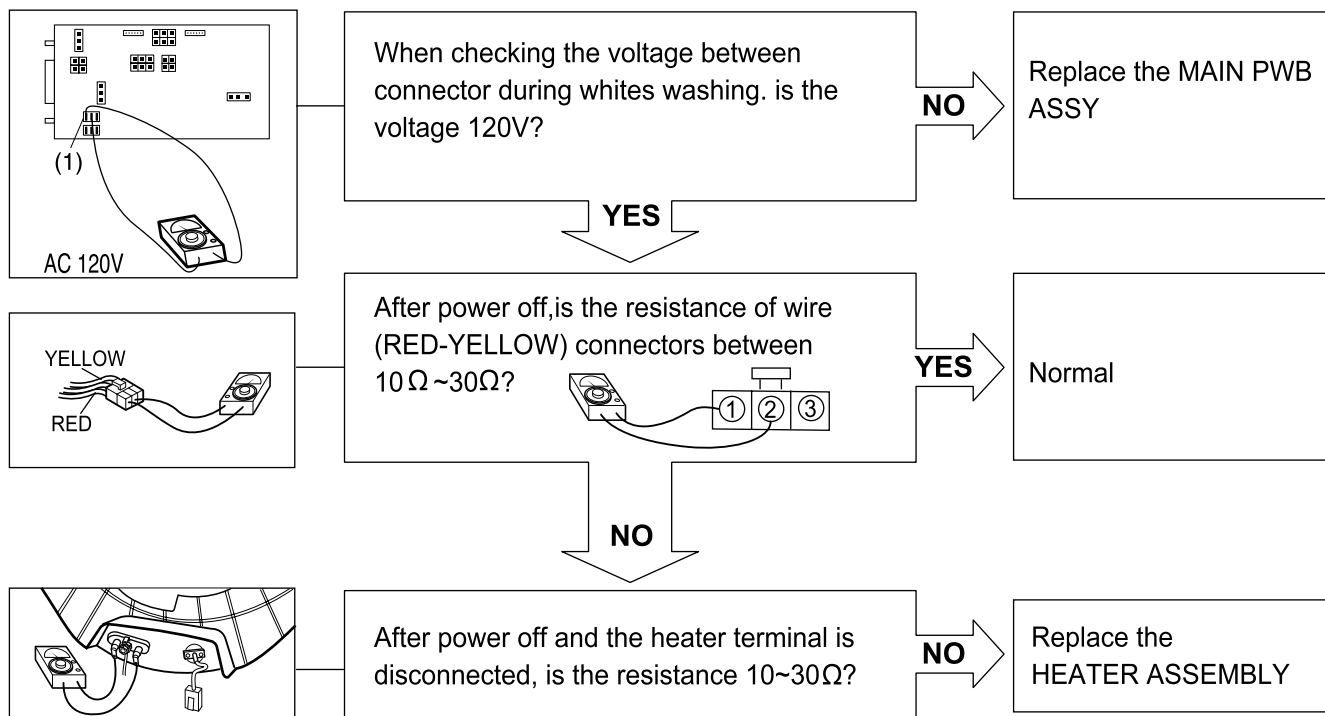 When checking the voltage between
connector during whites washing. is the
voltage 120V?
NO
Replace the MAIN PWB
ASSY
(1)
AC 120V
YES
After power off,is the resistance of wire
(RED-YELLOW) connectors between
10Ω~30Ω?
① ② ③
YES
Normal
YELLOW
RED
NO
After power off and the heater terminal is
disconnected, is the resistance 10~30Ω?
NO
Replace the
HEATER ASSEMBLY